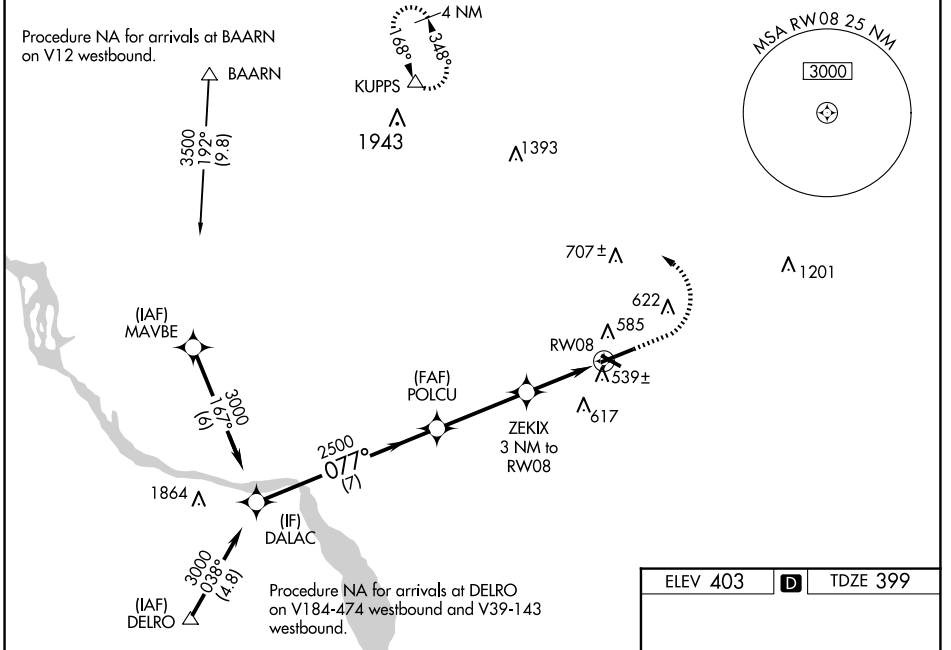 Procedure NA for arrivals at BAARN
on V12 westbound.
BAARN
3500
192°
(9.8)
4 NM
168°
348°
KUPPS
1943
1393
MSA RW08 25 NM
3000
1201
707±
622
585
RW08
539±
617
(IAF)
MAVBE
3000
167°
(6)
(FAF)
POLCU
ZEKIX
3 NM to
RW08
2500
077°
(7)
1864
(IF)
DALAC
3000
038°
(4.8)
(IAF)
DELRO
Procedure NA for arrivals at DELRO
on V184-474 westbound and V39-143
westbound.
ELEV 403 D TDZE 399